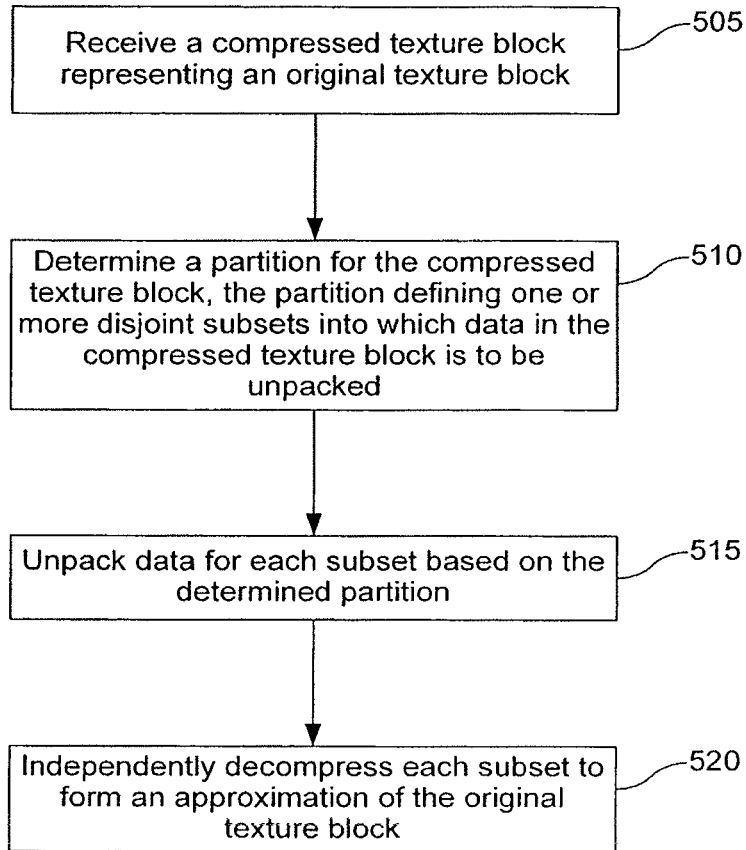 Receive a compressed texture block
representing an original texture block
505
Determine a partition for the compressed
texture block, the partition defining one or
more disjoint subsets into which data in the
compressed texture block is to be
unpacked
510
Unpack data for each subset based on the
determined partition
515
Independently decompress each subset to
form an approximation of the original
texture block
520